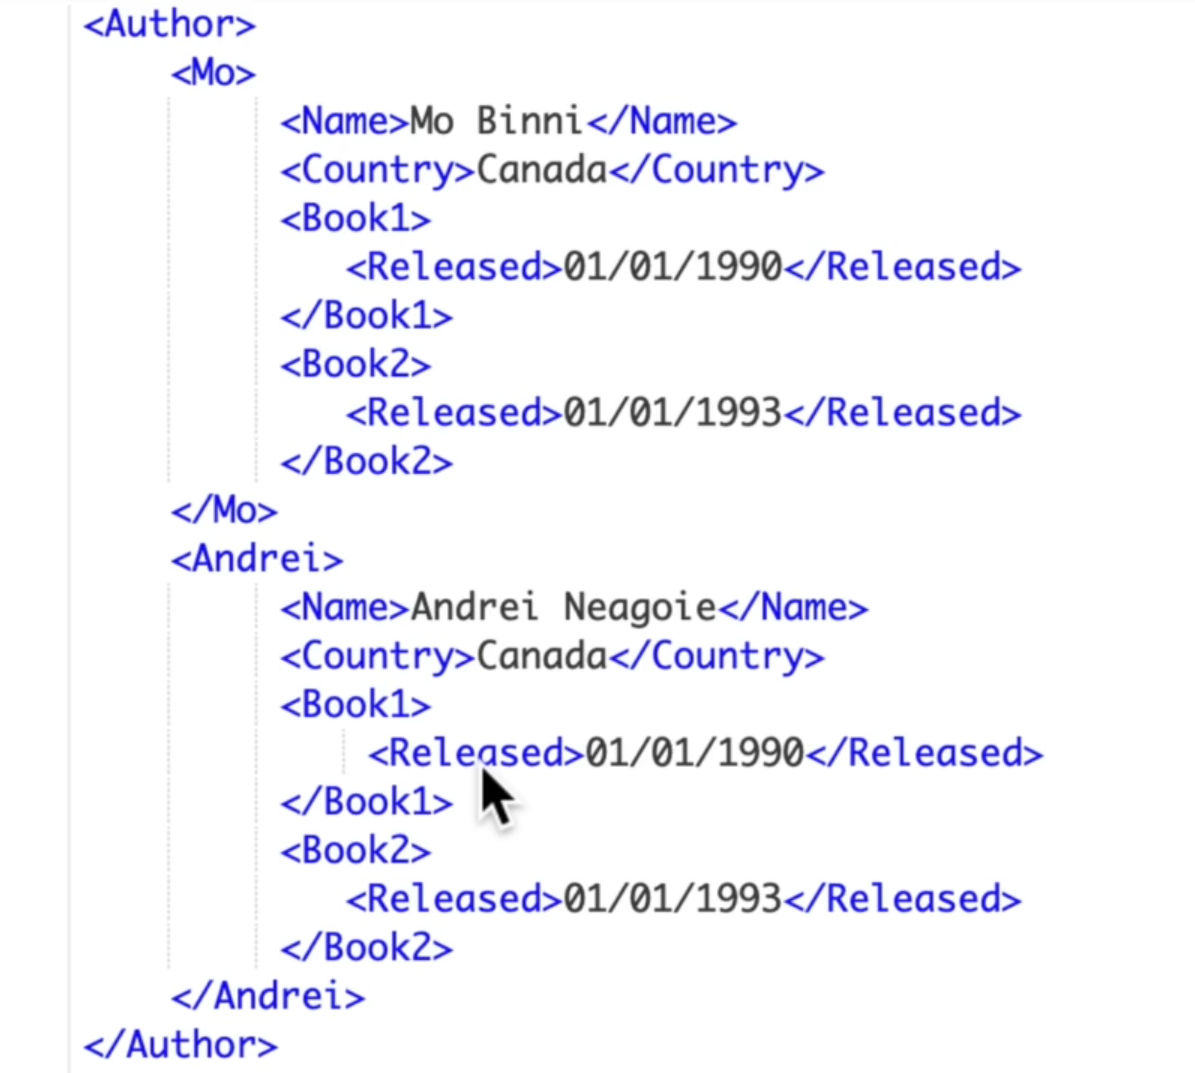 <Author>
<Mo>
<Name>Mo Binni</Name>
<Country>Canada</Country>
<Book1>
<Released>01/01/1990</Released>
</Book1>
<Book2>
<Released>01/01/1993</Released>
</Book2>
</Mo>
<Andrei>
<Name>Andrei Neagoie</Name>
<Country>Canada</Country>
<Book1>
<Released>01/01/1990</Released>
</Book1>
<Book2>
<Released>01/01/1993</Released>
</Book2>
</Andrei>
</Author>